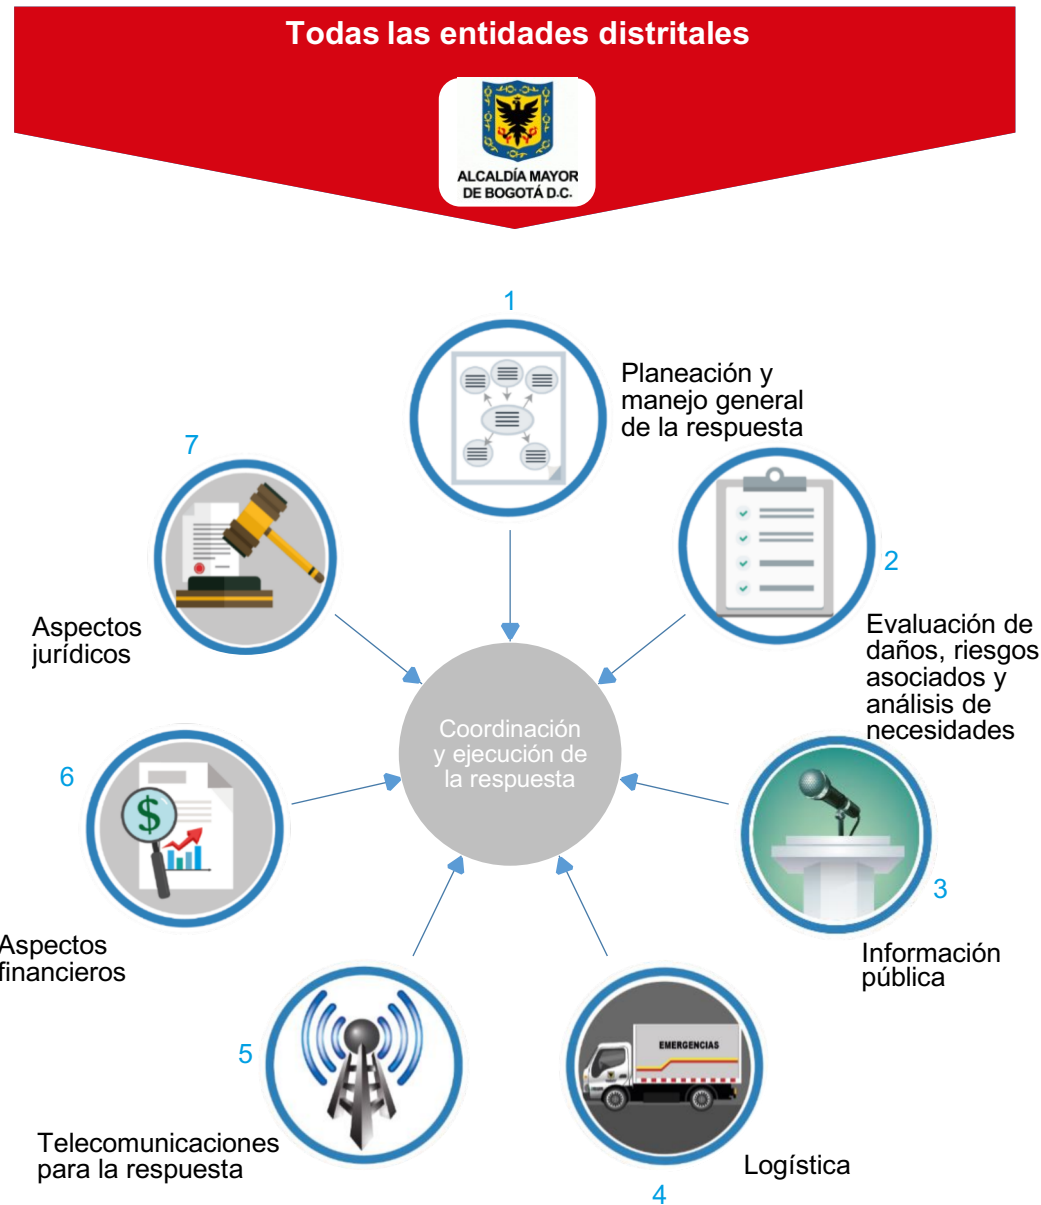 Todas las entidades distritales
ALCALDÍA MAYOR
DE BOGOTÁ D.C.
1
Planeación y
manejo general
de la respuesta
2
Evaluación de
daños, riesgos
asociados y
análisis de
necesidades
3
Información
pública
4
Logística
EMERGENCIAS
5
Telecomunicaciones
para la respuesta
6
$
Aspectos
financieros
7
Aspectos
jurídicos
Coordinación
y ejecución de
la respuesta